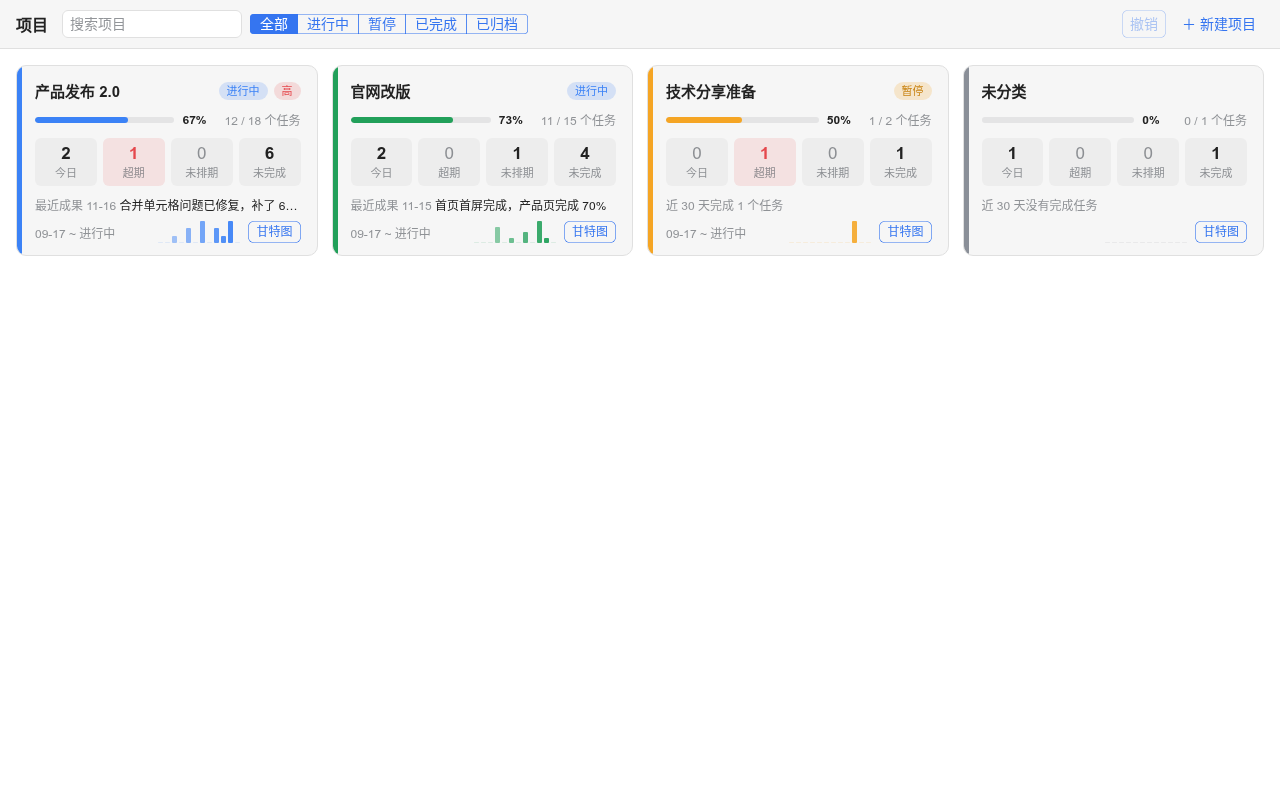 项目 搜索项目 全部 进行中 暂停 已完成 已归档 撤销 + 新建项目
产品发布 2.0 进行中 高
67% 12 / 18 个任务
2 1 0 6
今日 超期 未排期 未完成
最近成果 11-16 合并单元格问题已修复，补了 6…
09-17 ~ 进行中 甘特图
官网改版 进行中
73% 11 / 15 个任务
2 0 1 4
今日 超期 未排期 未完成
最近成果 11-15 首页首屏完成，产品页完成 70%
09-17 ~ 进行中 甘特图
技术分享准备 暂停
50% 1 / 2 个任务
0 1 0 1
今日 超期 未排期 未完成
近 30 天完成 1 个任务
09-17 ~ 进行中 甘特图
未分类
0% 0 / 1 个任务
1 0 0 1
今日 超期 未排期 未完成
近 30 天没有完成任务
甘特图